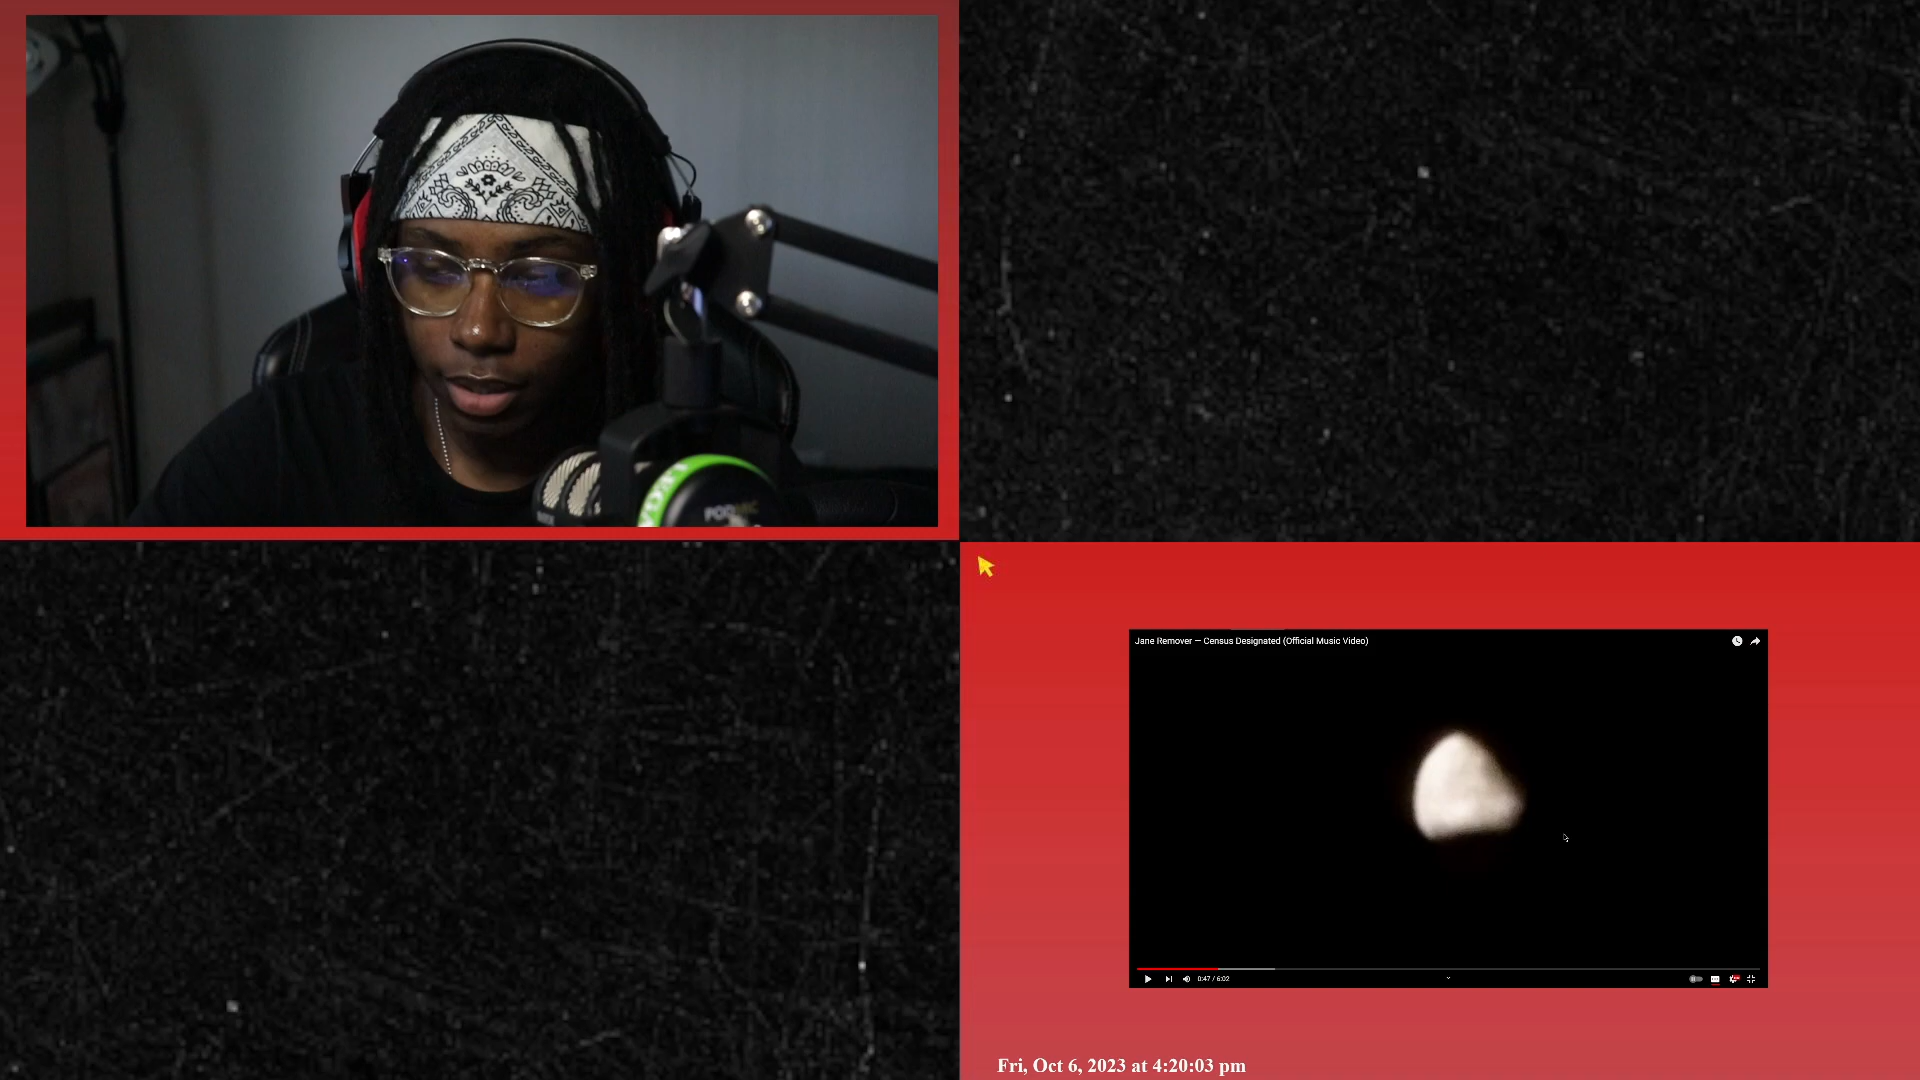 Jane Remover — Census Designated (Official Music Video)
0:47 / 6:02
Fri, Oct 6, 2023 at 4:20:03 pm